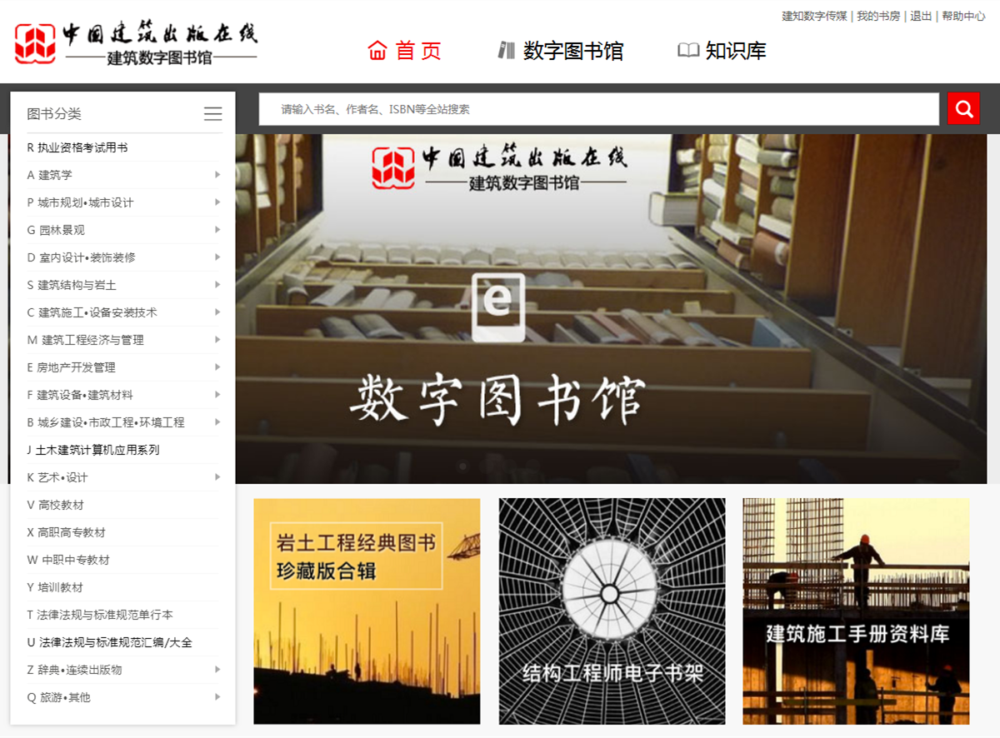 建知数字传媒 | 我的书房 | 退出 | 帮助中心
中国建筑出版在线
建筑数字图书馆
首 页
数字图书馆
知识库
图书分类
请输入书名、作者名、ISBN等全站搜索
R 执业资格考试用书
A 建筑学
P 城市规划•城市设计
G 园林景观
D 室内设计•装饰装修
S 建筑结构与岩土
C 建筑施工•设备安装技术
M 建筑工程经济与管理
E 房地产开发管理
F 建筑设备•建筑材料
B 城乡建设•市政工程•环境工程
J 土木建筑计算机应用系列
K 艺术•设计
V 高校教材
X 高职高专教材
W 中职中专教材
Y 培训教材
T 法律法规与标准规范单行本
U 法律法规与标准规范汇编/大全
Z 辞典•连续出版物
Q 旅游•其他
中国建筑出版在线
建筑数字图书馆
e
数字图书馆
岩土工程经典图书
珍藏版合辑
结构工程师电子书架
建筑施工手册资料库